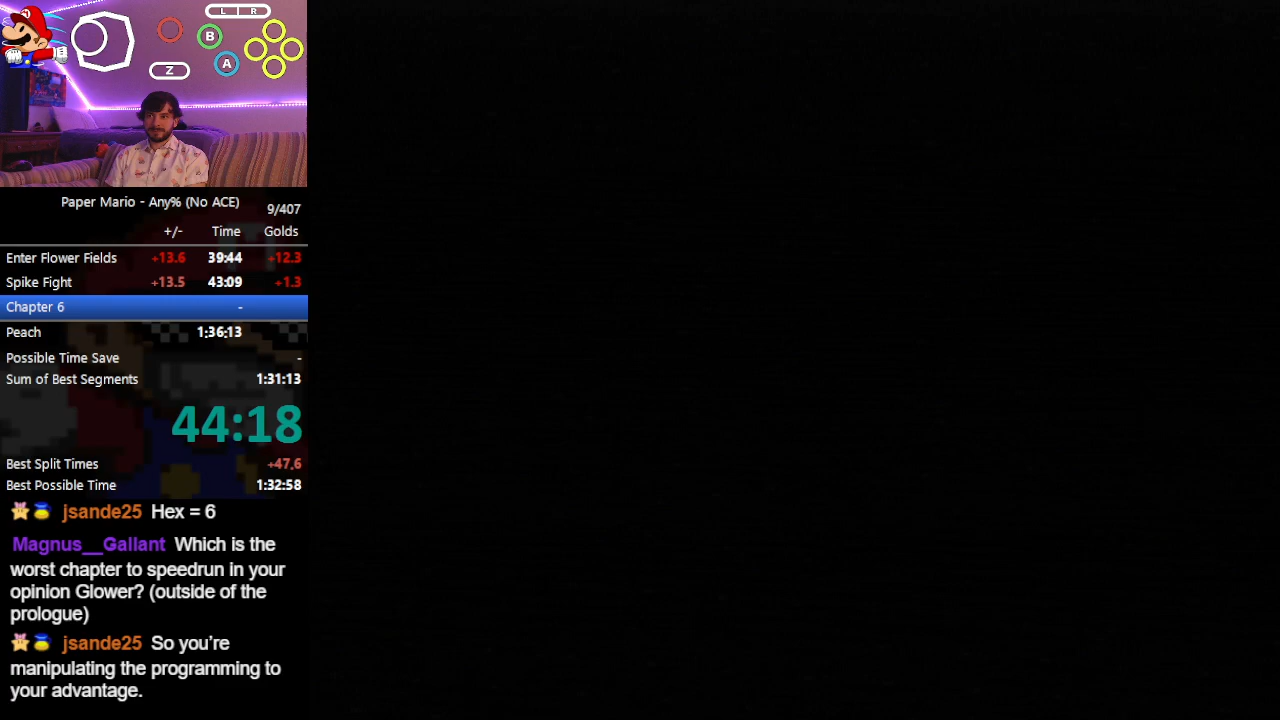 L R
B
A
Z
Paper Mario - Any% (No ACE)
9/407
+/- Time Golds
Enter Flower Fields +13.6 39:44 +12.3
Spike Fight +13.5 43:09 +1.3
Chapter 6 -
Peach 1:36:13
Possible Time Save -
Sum of Best Segments 1:31:13
44:18
Best Split Times +47.6
Best Possible Time 1:32:58
jsande25 Hex = 6
Magnus__Gallant Which is the
worst chapter to speedrun in your
opinion Glower? (outside of the
prologue)
jsande25 So you're
manipulating the programming to
your advantage.